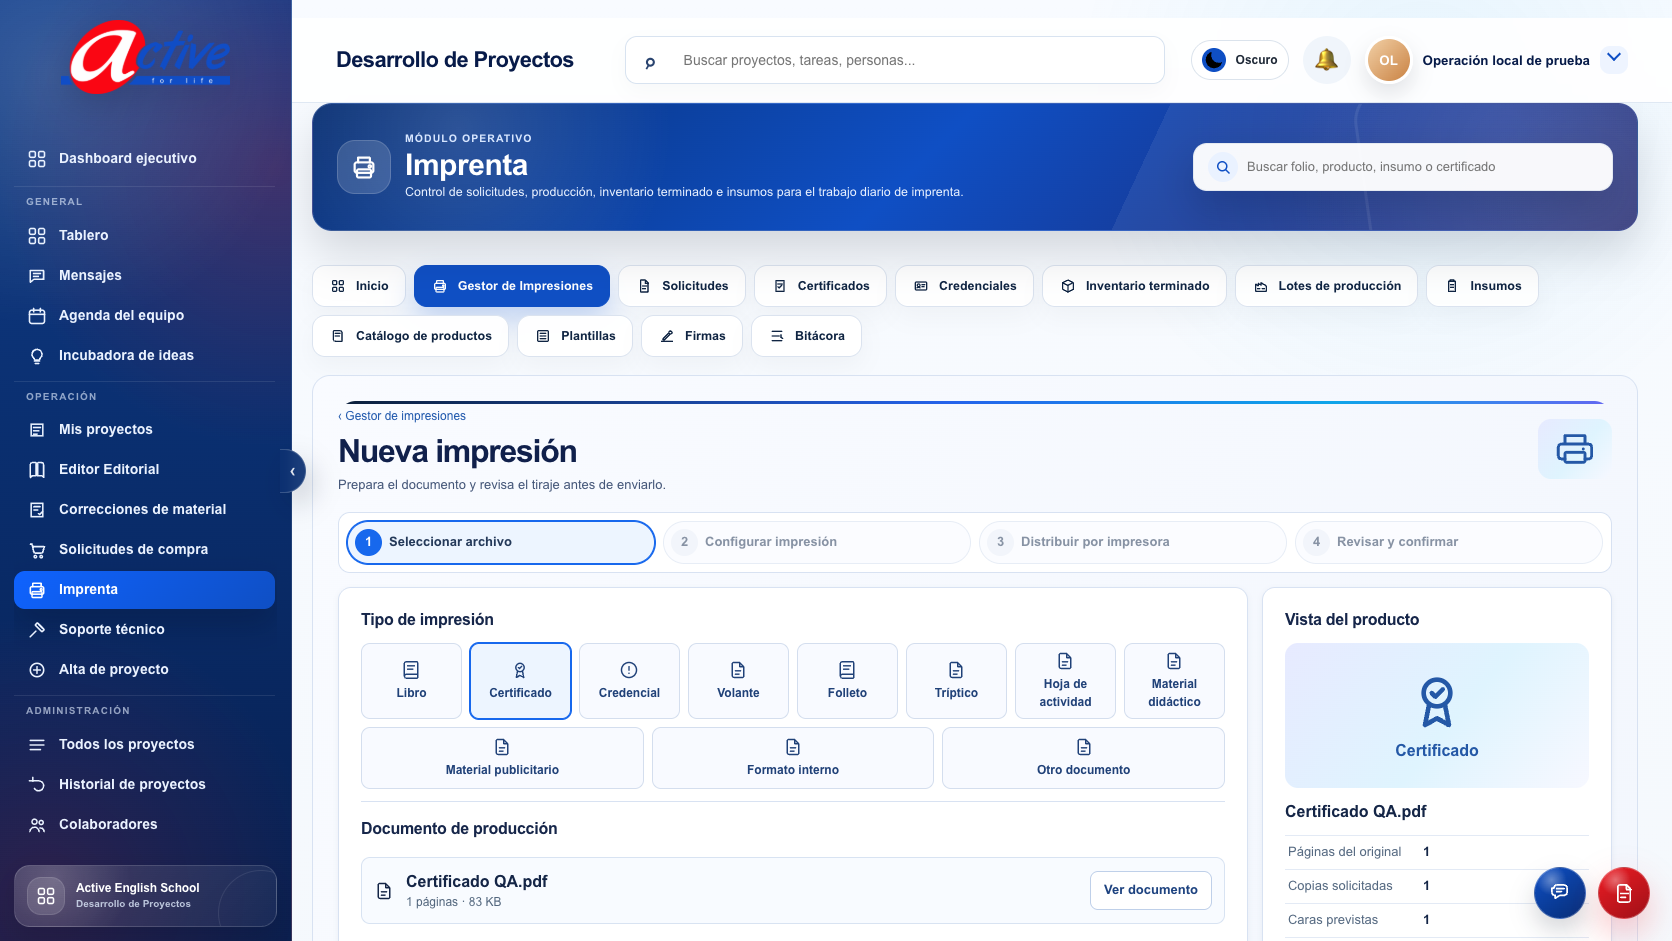 active
for life
Dashboard ejecutivo
GENERAL
Tablero
Mensajes
Agenda del equipo
Incubadora de ideas
OPERACIÓN
Mis proyectos
Editor Editorial
Correcciones de material
Solicitudes de compra
Imprenta
Soporte técnico
Alta de proyecto
ADMINISTRACIÓN
Todos los proyectos
Historial de proyectos
Colaboradores
Active English School
Desarrollo de Proyectos
Desarrollo de Proyectos
Buscar proyectos, tareas, personas...
Oscuro
OL
Operación local de prueba
MÓDULO OPERATIVO
Imprenta
Control de solicitudes, producción, inventario terminado e insumos para el trabajo diario de imprenta.
Buscar folio, producto, insumo o certificado
Inicio
Gestor de Impresiones
Solicitudes
Certificados
Credenciales
Inventario terminado
Lotes de producción
Insumos
Catálogo de productos
Plantillas
Firmas
Bitácora
‹ Gestor de impresiones
Nueva impresión
Prepara el documento y revisa el tiraje antes de enviarlo.
1 Seleccionar archivo
2 Configurar impresión
3 Distribuir por impresora
4 Revisar y confirmar
Tipo de impresión
Libro
Certificado
Credencial
Volante
Folleto
Tríptico
Hoja de
actividad
Material
didáctico
Material publicitario
Formato interno
Otro documento
Documento de producción
Certificado QA.pdf
1 páginas · 83 KB
Ver documento
Vista del producto
Certificado
Certificado QA.pdf
Páginas del original 1
Copias solicitadas 1
Caras previstas 1